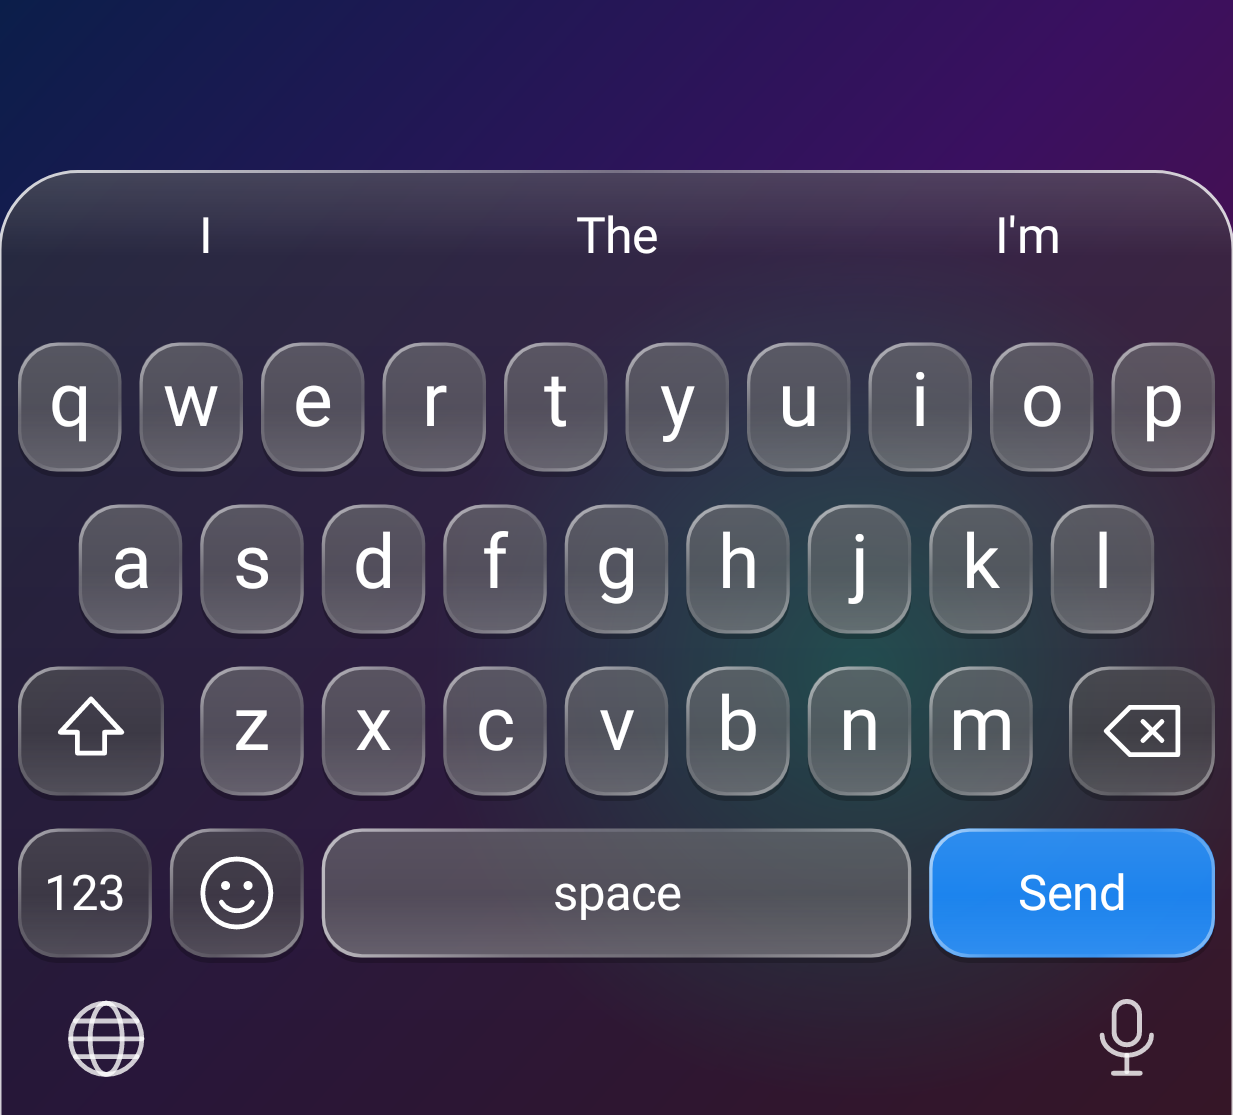 I The I'm
q w e r t y u i o p
a s d f g h j k l
z x c v b n m
123 space Send